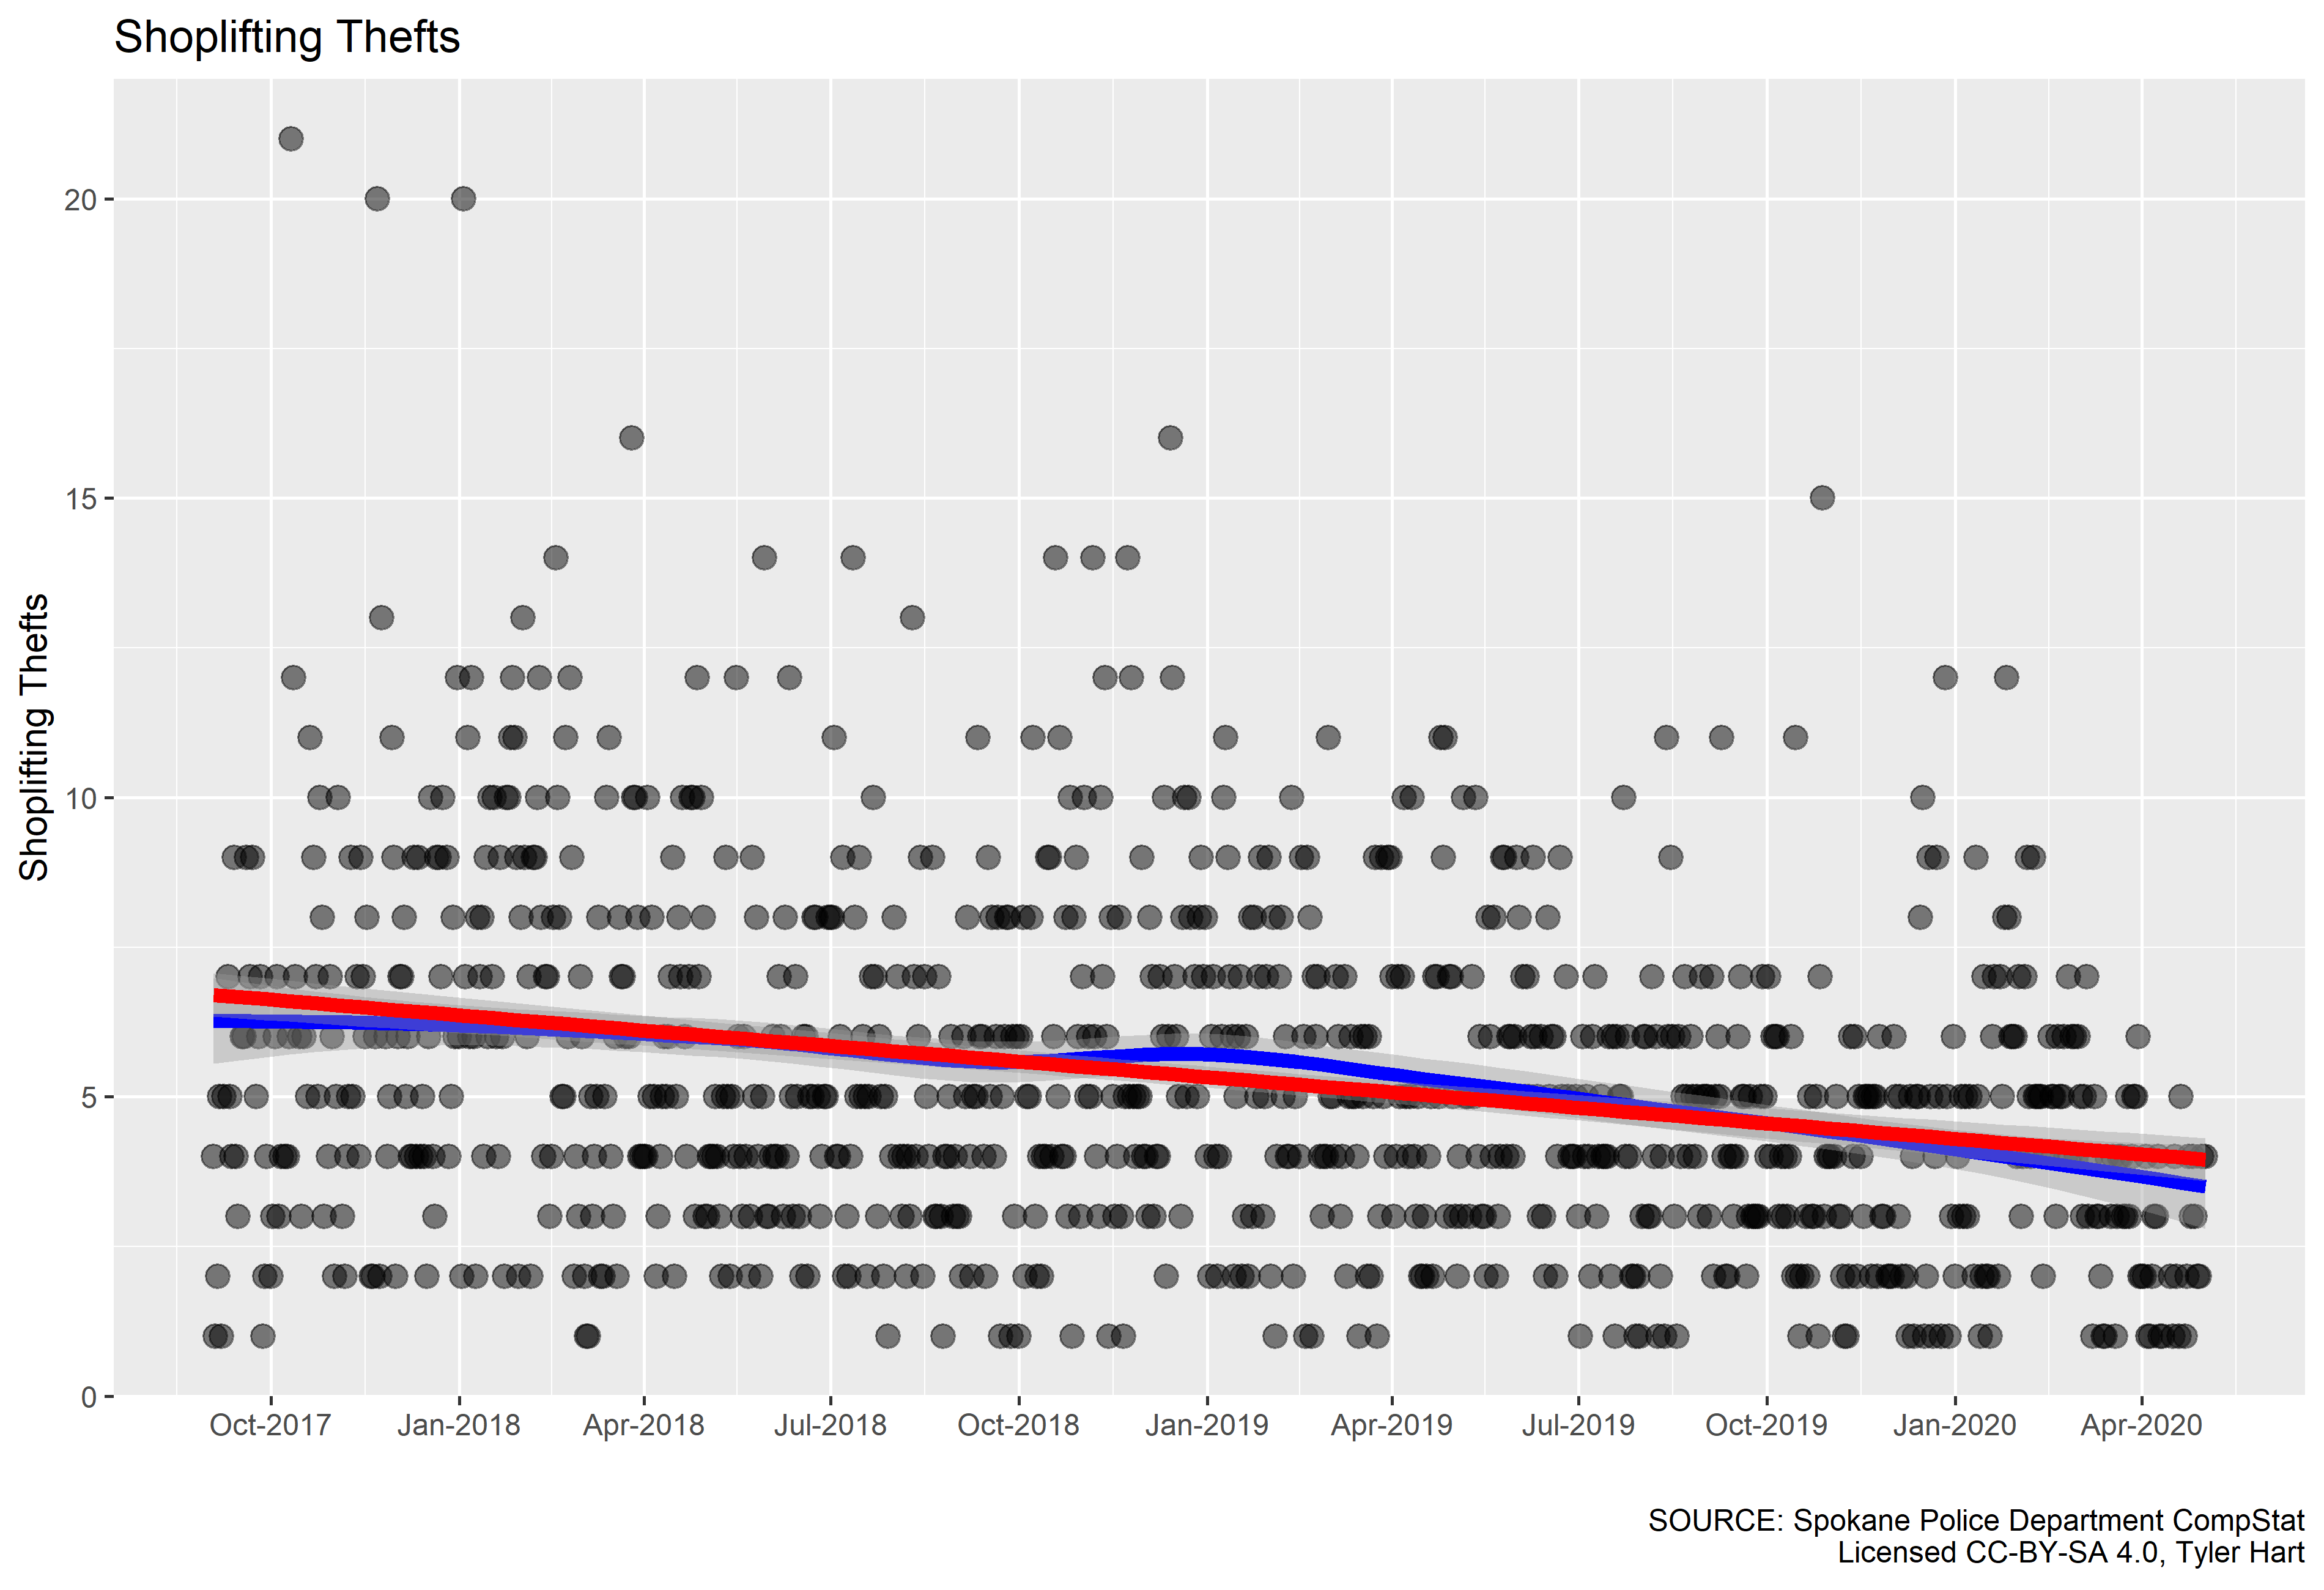 Shoplifting Thefts
Shoplifting Thefts
20
15
10
5
0
Oct-2017 Jan-2018 Apr-2018 Jul-2018 Oct-2018 Jan-2019 Apr-2019 Jul-2019 Oct-2019 Jan-2020 Apr-2020
SOURCE: Spokane Police Department CompStat
Licensed CC-BY-SA 4.0, Tyler Hart